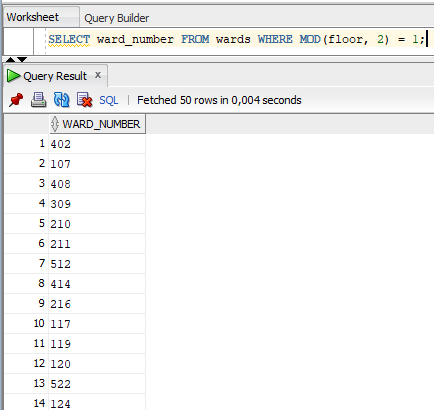 Worksheet Query Builder
SELECT ward_number FROM wards WHERE MOD(floor, 2) = 1;
Query Result x
SQL | Fetched 50 rows in 0,004 seconds
WARD_NUMBER
1 402
2 107
3 408
4 309
5 210
6 211
7 512
8 414
9 216
10 117
11 119
12 120
13 522
14 124